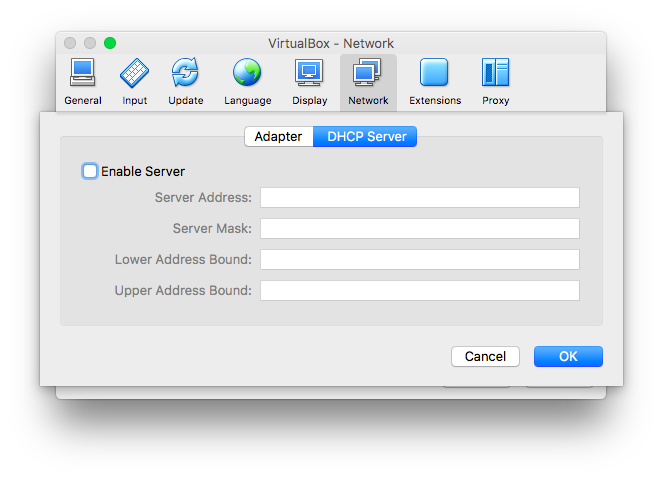 VirtualBox - Network
General Input Update Language Display Network Extensions Proxy
Adapter DHCP Server
Enable Server
Server Address:
Server Mask:
Lower Address Bound:
Upper Address Bound:
Cancel OK